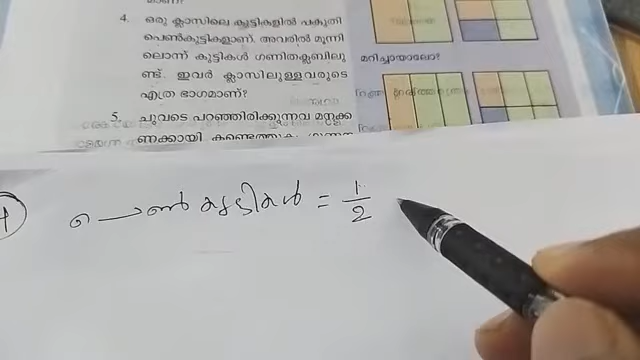 4. ഒരു ക്ലാസിലെ കുട്ടികളിൽ പകുതി
പെൺകുട്ടികളാണ്. അവരിൽ മൂന്നി
ലൊന്ന് കുട്ടികൾ ഗണിതക്ലബിലു
ണ്ട്. ഇവർ ക്ലാസിലുള്ളവരുടെ
എത്ര ഭാഗമാണ്?
മറിച്ചായാലോ?
5. ചുവടെ പറഞ്ഞിരിക്കുന്നവ മനക്ക
ണക്കായി കണ്ടെത്തുക
4 പെൺകുട്ടികൾ = 1/2